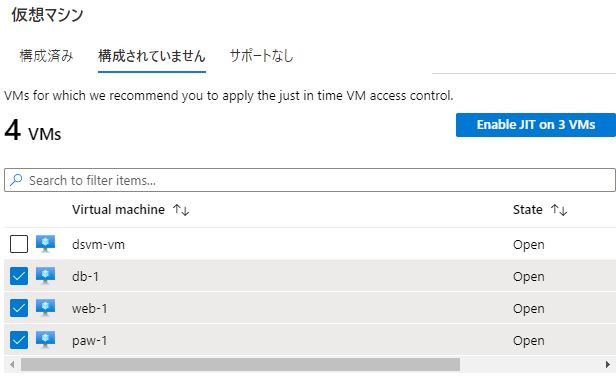 仮想マシン
構成済み 構成されていません サポートなし
VMs for which we recommend you to apply the just in time VM access control.
4 VMs
Enable JIT on 3 VMs
Search to filter items...
Virtual machine ↑↓ State ↑↓
dsvm-vm Open
db-1 Open
web-1 Open
paw-1 Open